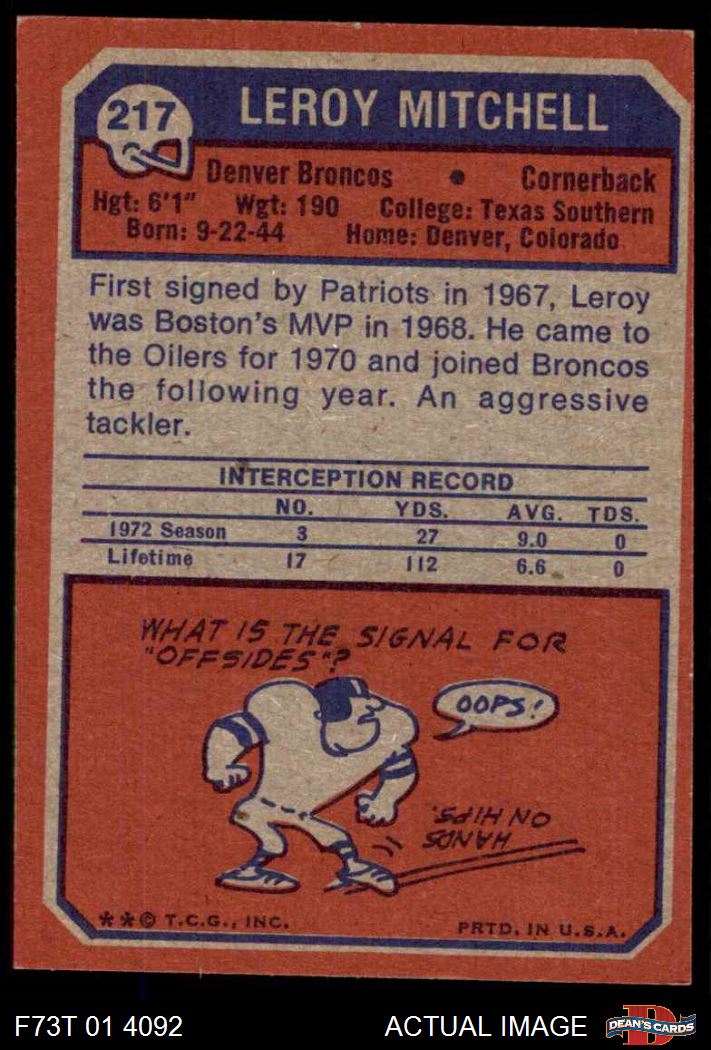 217
LEROY MITCHELL
Denver Broncos • Cornerback
Hgt: 6'1" Wgt: 190 College: Texas Southern
Born: 9-22-44 Home: Denver, Colorado
First signed by Patriots in 1967, Leroy
was Boston's MVP in 1968. He came to
the Oilers for 1970 and joined Broncos
the following year. An aggressive
tackler.
INTERCEPTION RECORD
NO. YDS. AVG. TDS.
1972 Season 3 27 9.0 0
Lifetime 17 112 6.6 0
WHAT IS THE SIGNAL FOR
"OFFSIDES"?
OOPS!
HANDS
ON HIPS.
**© T.C.G., INC. PRTD. IN U.S.A.
F73T 01 4092 ACTUAL IMAGE D DEAN'S CARDS